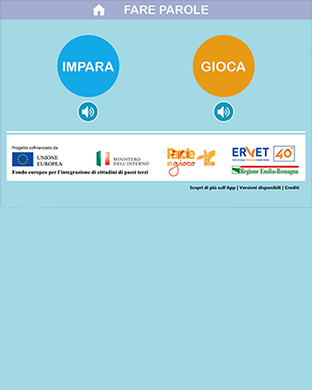 FARE PAROLE
IMPARA
GIOCA
Progetto cofinanziato da
UNIONE
EUROPEA
MINISTERO
DELL'INTERNO
Parole
in
gioco
ERVET
40
Fondo europeo per l'integrazione di cittadini di paesi terzi
Regione Emilia-Romagna
Scopri di più sull'App | Versioni disponibili | Crediti